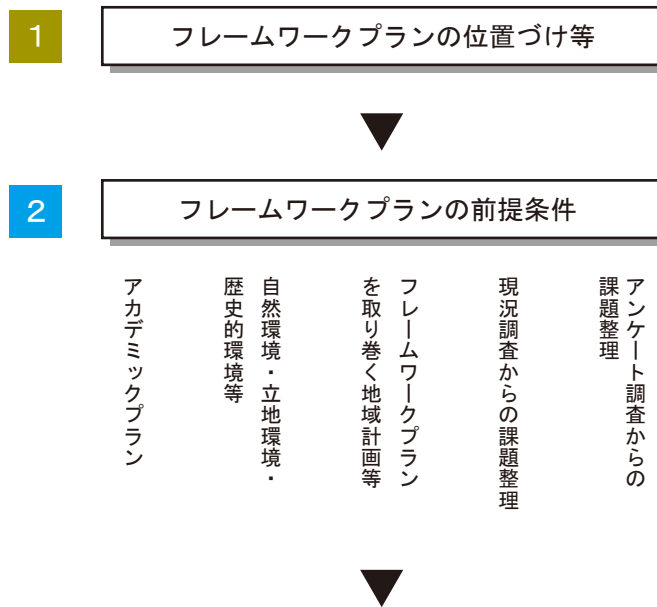 1
フレームワークプランの位置づけ等
2
フレームワークプランの前提条件
アカデミックプラン
自然環境・立地環境・
歴史的環境等
フレームワークプラン
を取り巻く地域計画等
現況調査からの課題整理
アンケート調査からの
課題整理